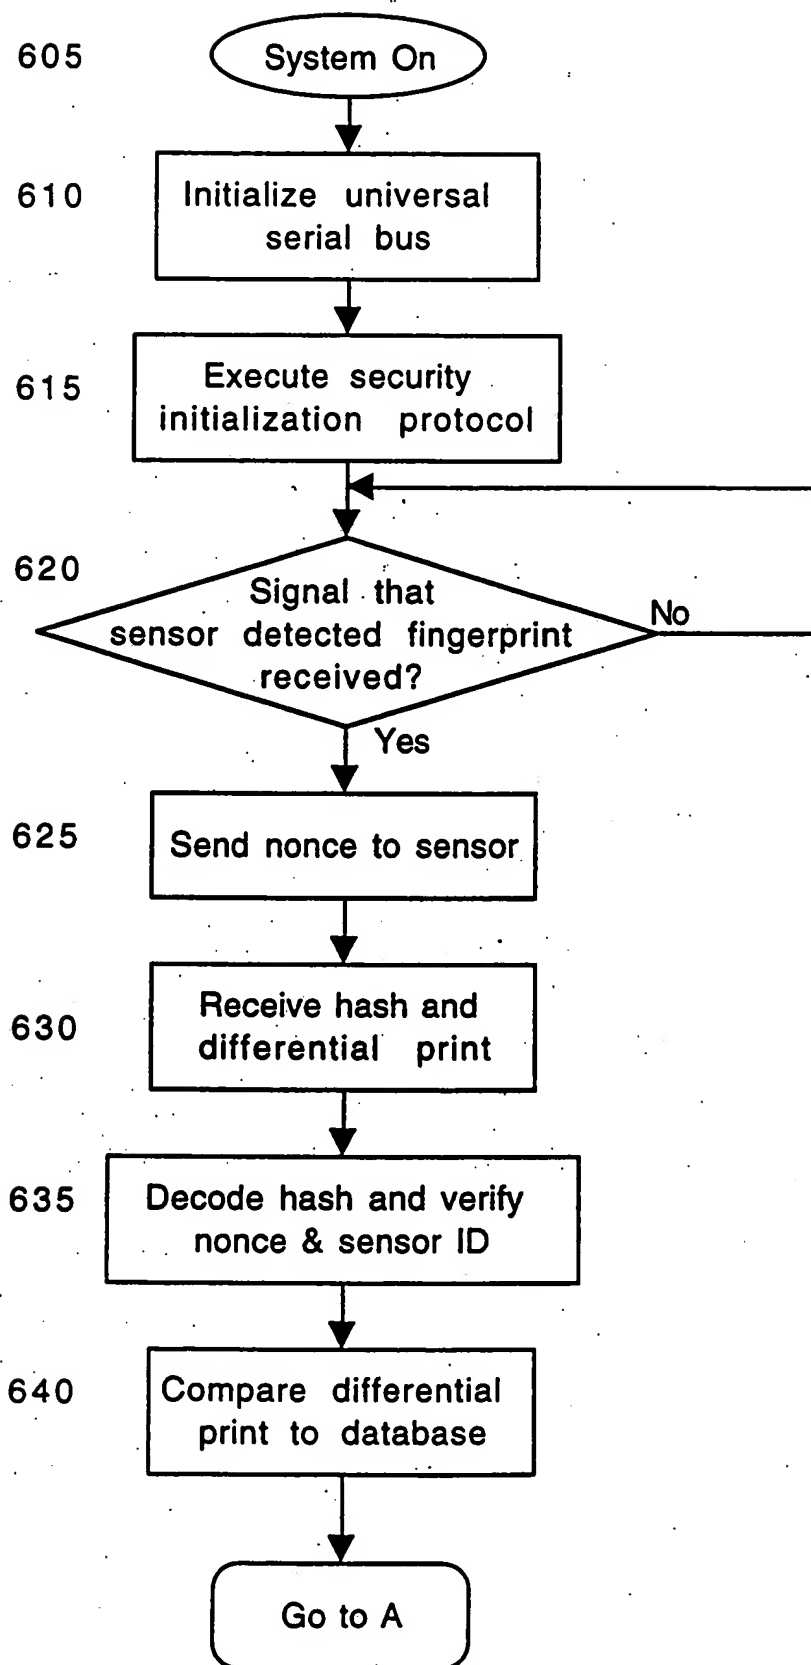 605
System On
610
Initialize universal
serial bus
615
Execute security
initialization protocol
620
Signal that
sensor detected fingerprint
received?
No
Yes
625
Send nonce to sensor
630
Receive hash and
differential print
635
Decode hash and verify
nonce & sensor ID
640
Compare differential
print to database
Go to A